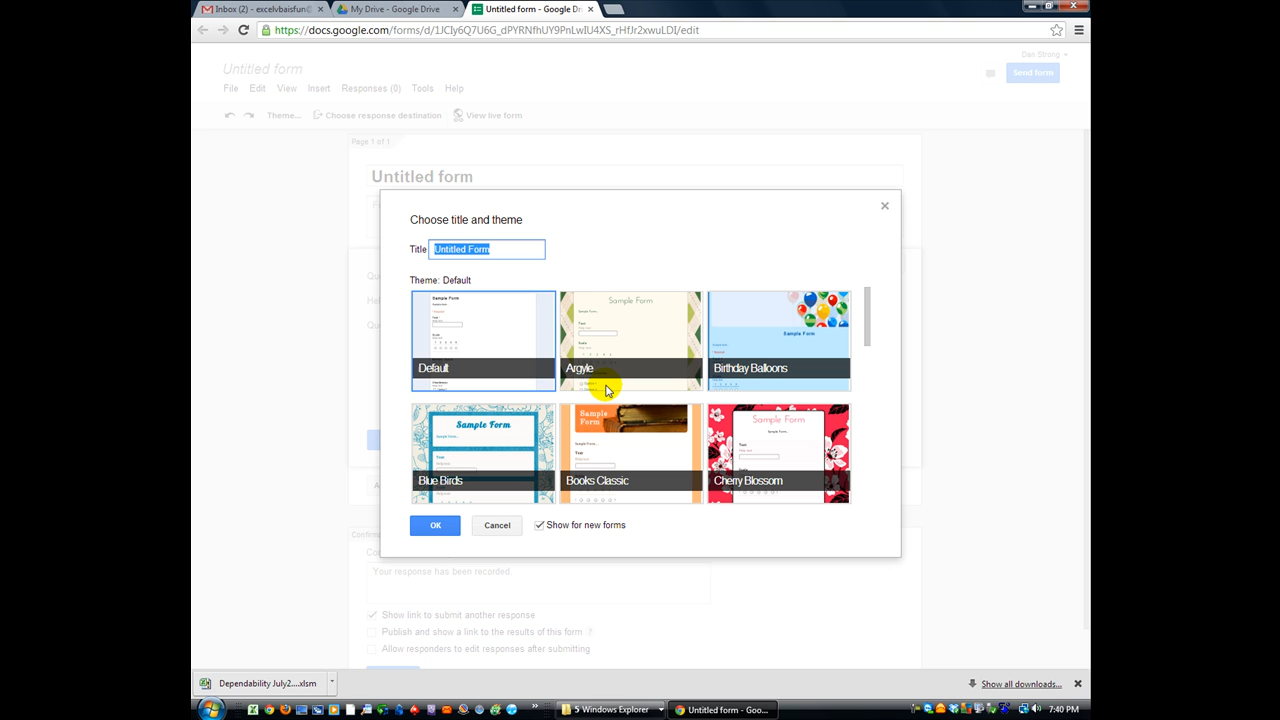 Inbox (2) - excelvbaisfun@
My Drive - Google Drive
Untitled form - Google Dri
https://docs.google.com/forms/d/1JCIy6Q7U6G_dPYRNfhUY9PnLwIU4XS_rHfJr2xwuLDI/edit
Untitled form
Dan Strong
Send form
File Edit View Insert Responses (0) Tools Help
Theme... Choose response destination View live form
Page 1 of 1
Untitled form
Choose title and theme
Title Untitled Form
Theme: Default
Sample Form
Default
Sample Form
Argyle
Sample Form
Birthday Balloons
Sample Form
Blue Birds
Sample Form
Books Classic
Sample Form
Cherry Blossom
OK Cancel Show for new forms
Your response has been recorded.
Show link to submit another response
Publish and show a link to the results of this form ?
Allow responders to edit responses after submitting
Dependability July2....xlsm
Show all downloads...
5 Windows Explorer
Untitled form - Goo...
7:40 PM